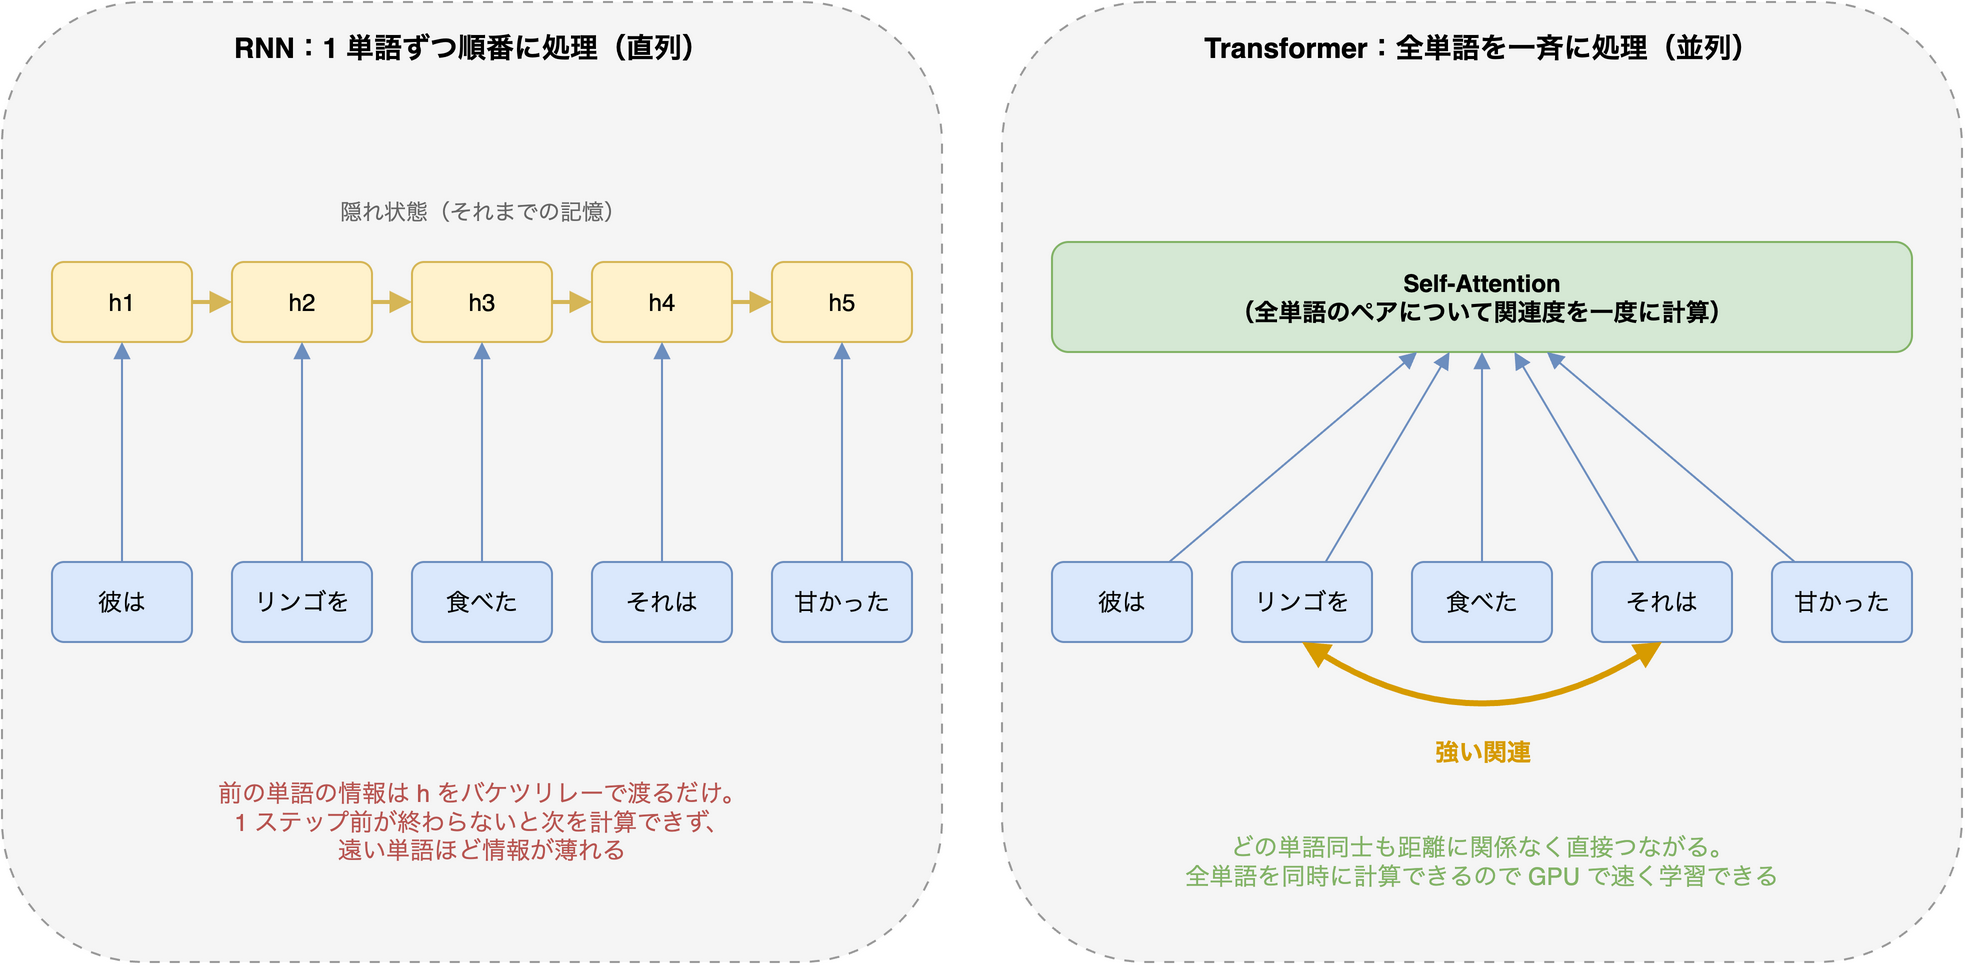 RNN：1 単語ずつ順番に処理（直列）
隠れ状態（それまでの記憶）
h1
h2
h3
h4
h5
彼は
リンゴを
食べた
それは
甘かった
前の単語の情報は h をバケツリレーで渡るだけ。
1 ステップ前が終わらないと次を計算できず、
遠い単語ほど情報が薄れる
Transformer：全単語を一斉に処理（並列）
Self-Attention
（全単語のペアについて関連度を一度に計算）
彼は
リンゴを
食べた
それは
甘かった
強い関連
どの単語同士も距離に関係なく直接つながる。
全単語を同時に計算できるので GPU で速く学習できる